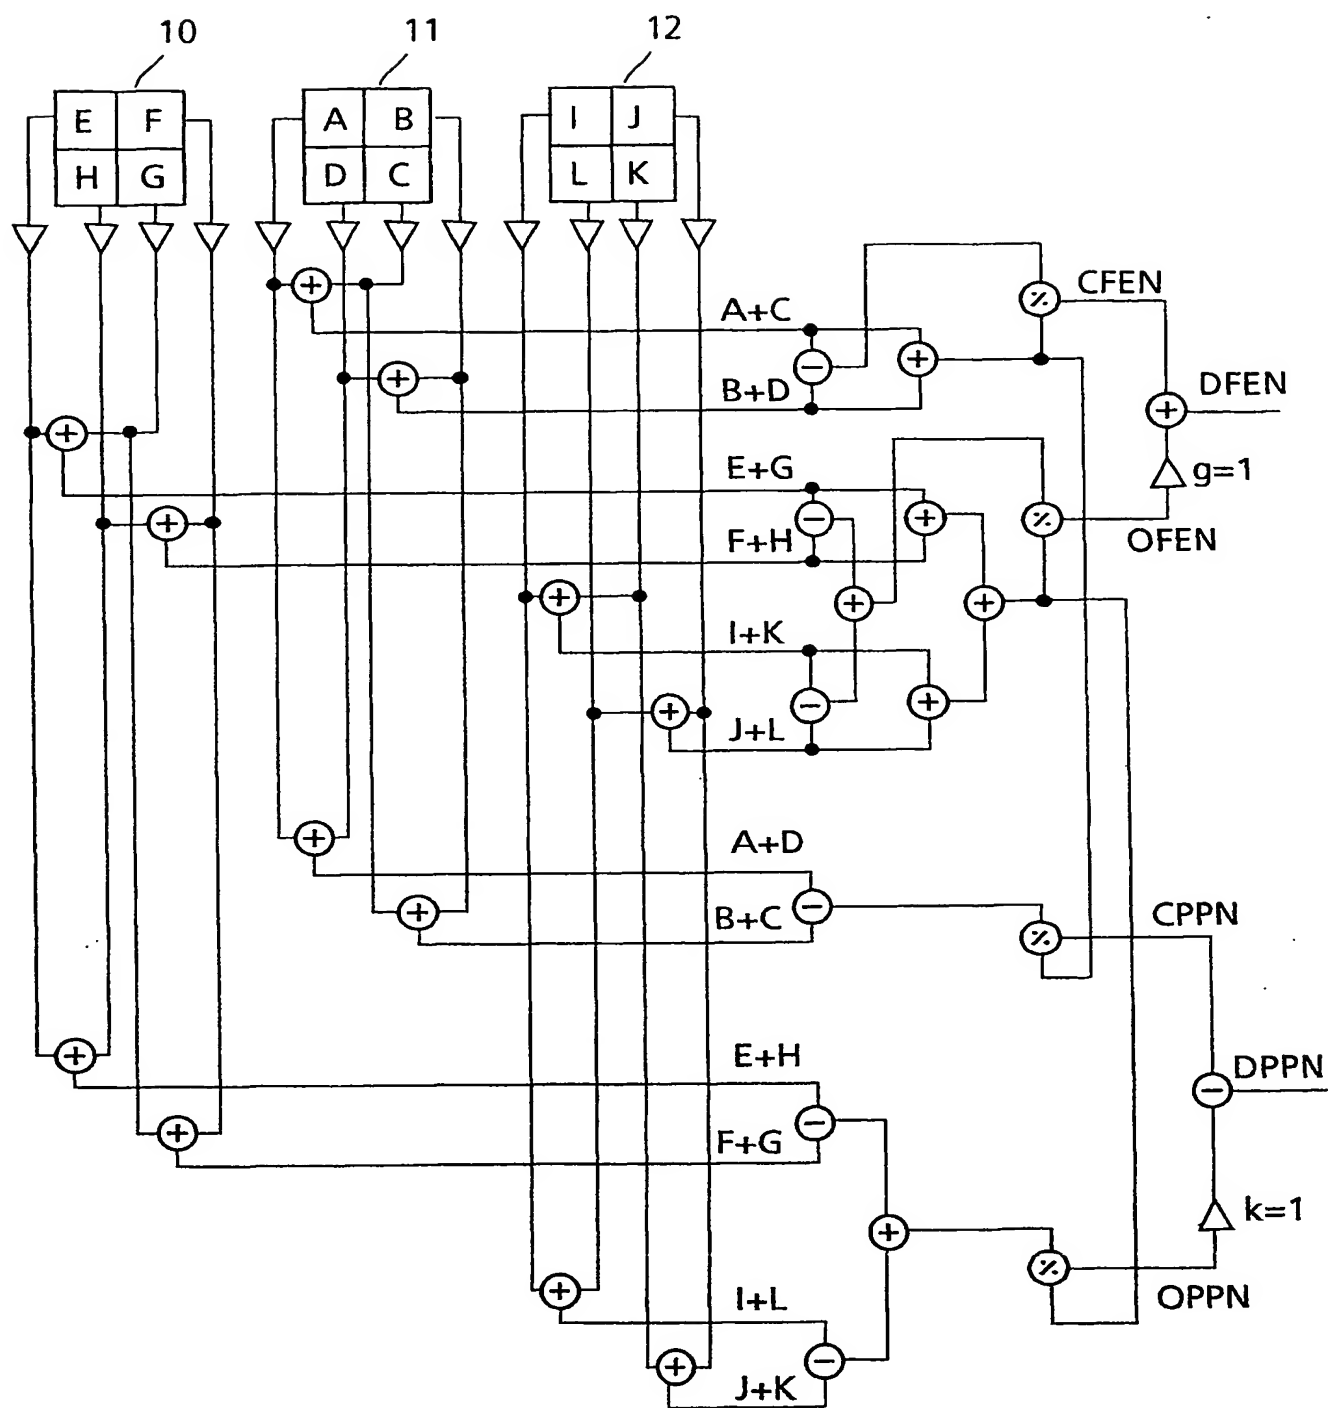 10 11 12
E F A B I J
H G D C L K
CFEN
A+C
DFEN
B+D
E+G
g=1
F+H
OFEN
I+K
J+L
A+D
B+C
CPPN
E+H
DPPN
F+G
k=1
I+L
OPPN
J+K